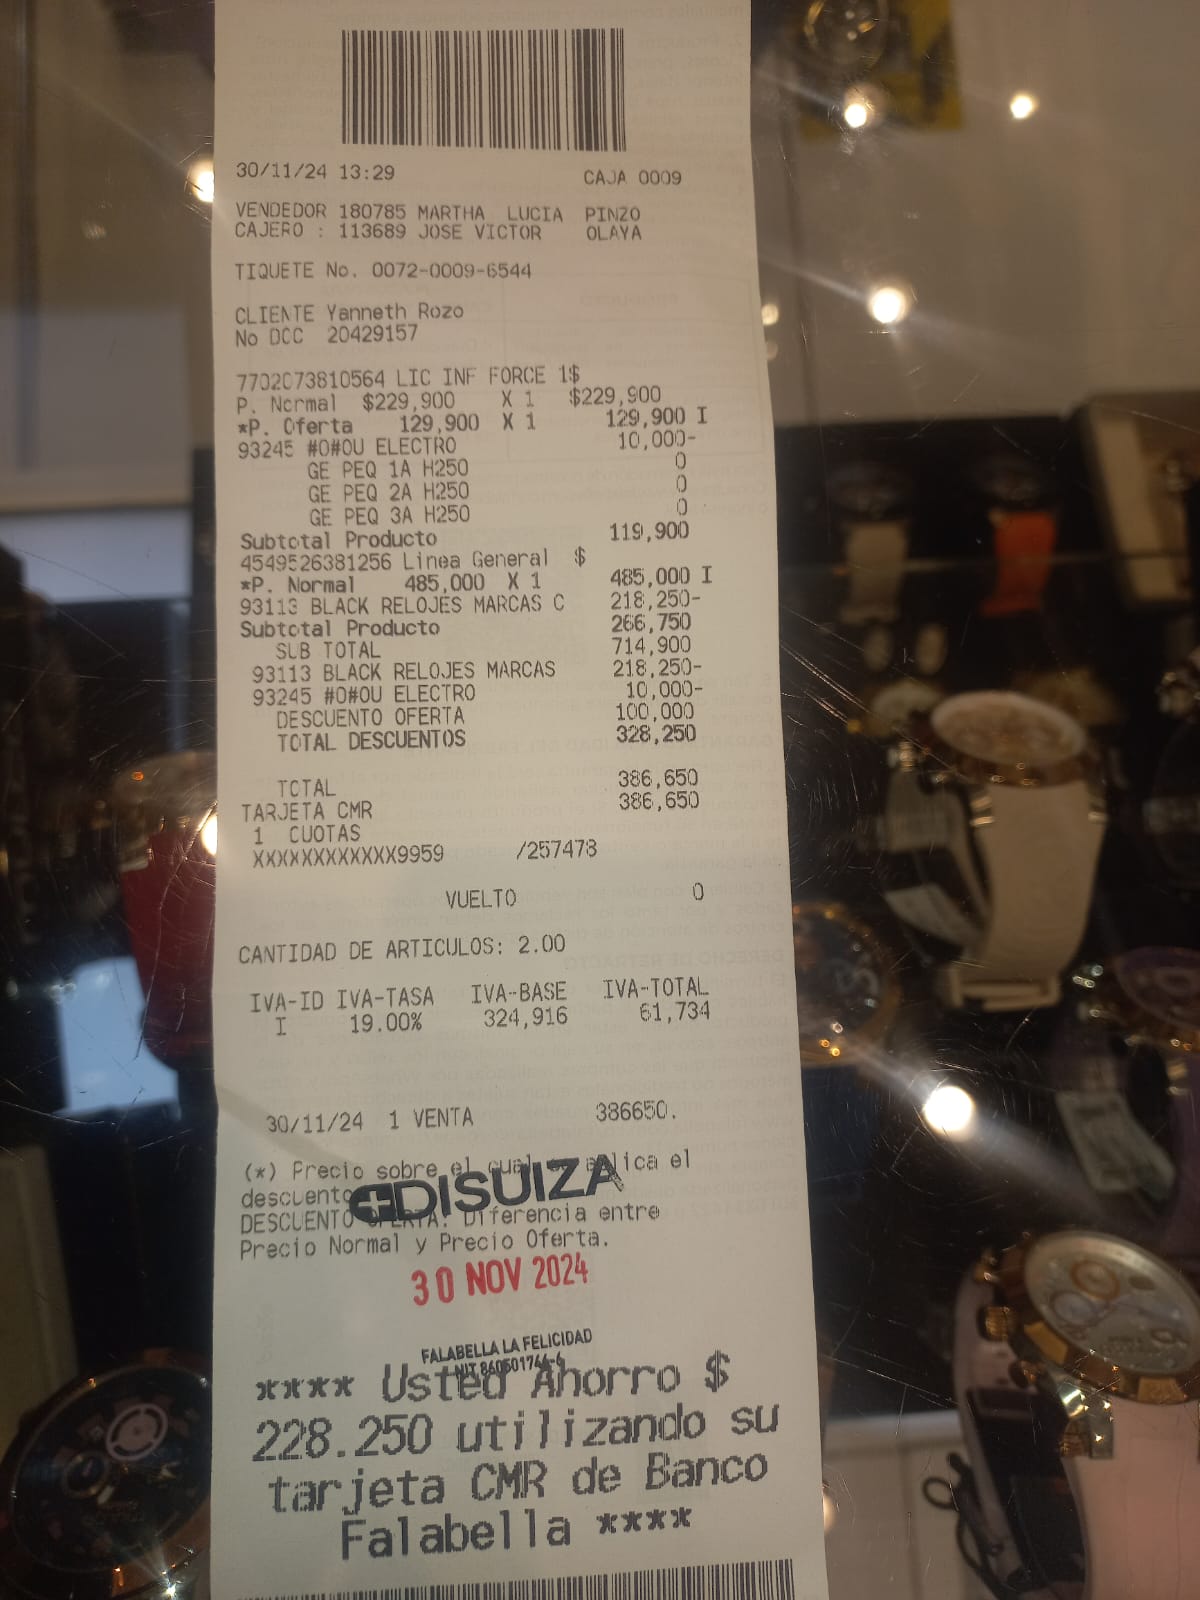 30/11/24 13:29 CAJA 0009
VENDEDOR 180785 MARTHA LUCIA PINZO
CAJERO : 113689 JOSE VICTOR OLAYA
TIQUETE No. 0072-0009-6544
CLIENTE Yanneth Rozo
No DCC 20429157
7702073810564 LIC INF FORCE 1$
P. Normal $229,900 X 1 $229,900
*P. Oferta 129,900 X 1 129,900 I
93245 #O#OU ELECTRO 10,000-
GE PEQ 1A H250 0
GE PEQ 2A H250 0
GE PEQ 3A H250 0
Subtotal Producto 119,900
4549526381256 Linea General $
*P. Normal 485,000 X 1 485,000 I
93113 BLACK RELOJES MARCAS C 218,250-
Subtotal Producto 266,750
SUB TOTAL 714,900
93113 BLACK RELOJES MARCAS 218,250-
93245 #O#OU ELECTRO 10,000-
DESCUENTO OFERTA 100,000
TOTAL DESCUENTOS 328,250
TOTAL 386,650
TARJETA CMR 386,650
1 CUOTAS
XXXXXXXXXXXX9959 /257478
VUELTO 0
CANTIDAD DE ARTICULOS: 2.00
IVA-ID IVA-TASA IVA-BASE IVA-TOTAL
I 19.00% 324,916 61,734
30/11/24 1 VENTA 386650.
(*) Precio sobre el cual se aplica el
descuento
DISUIZA
DESCUENTO OFERTA: Diferencia entre
Precio Normal y Precio Oferta.
30 NOV 2024
FALABELLA LA FELICIDAD
NIT 860501744-4
**** Usted Ahorro $
228.250 utilizando su
tarjeta CMR de Banco
Falabella ****